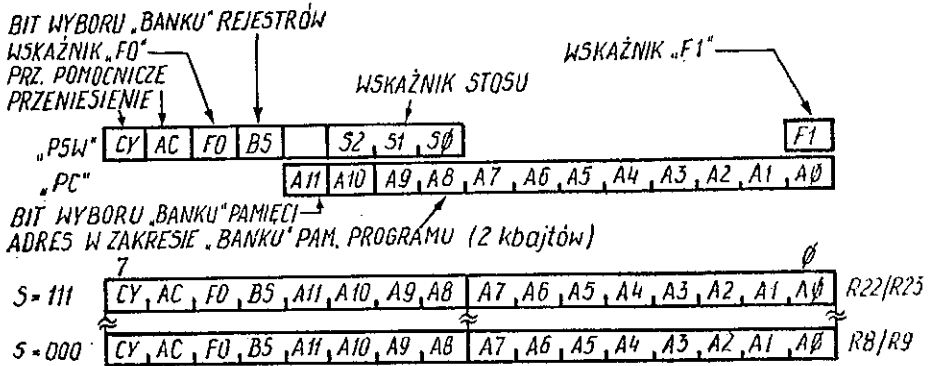 BIT WYBORU „BANKU” REJESTRÓW
WSKAŹNIK „F0”
WSKAŹNIK „F1”
PRZ. POMOCNICZE
WSKAŹNIK STOSU
PRZENIESIENIE
„PSW” CY AC F0 BS S2 S1 SØ F1
„PC” A11 A10 A9 A8 A7 A6 A5 A4 A3 A2 A1 AØ
BIT WYBORU „BANKU” PAMIĘCI
ADRES W ZAKRESIE „BANKU” PAM. PROGRAMU (2 kbajtów)
7 Ø
S=111 CY AC F0 BS A11 A10 A9 A8 A7 A6 A5 A4 A3 A2 A1 AØ R22/R23
S=000 CY AC F0 BS A11 A10 A9 A8 A7 A6 A5 A4 A3 A2 A1 AØ R8/R9